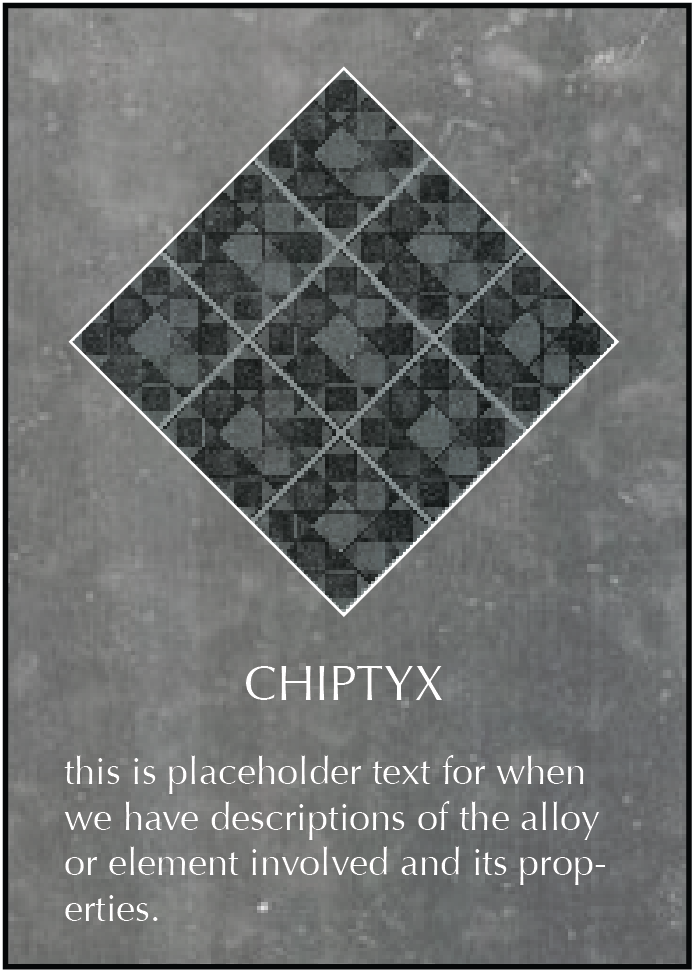 CHIPTYX
this is placeholder text for when
we have descriptions of the alloy
or element involved and its prop-
erties.